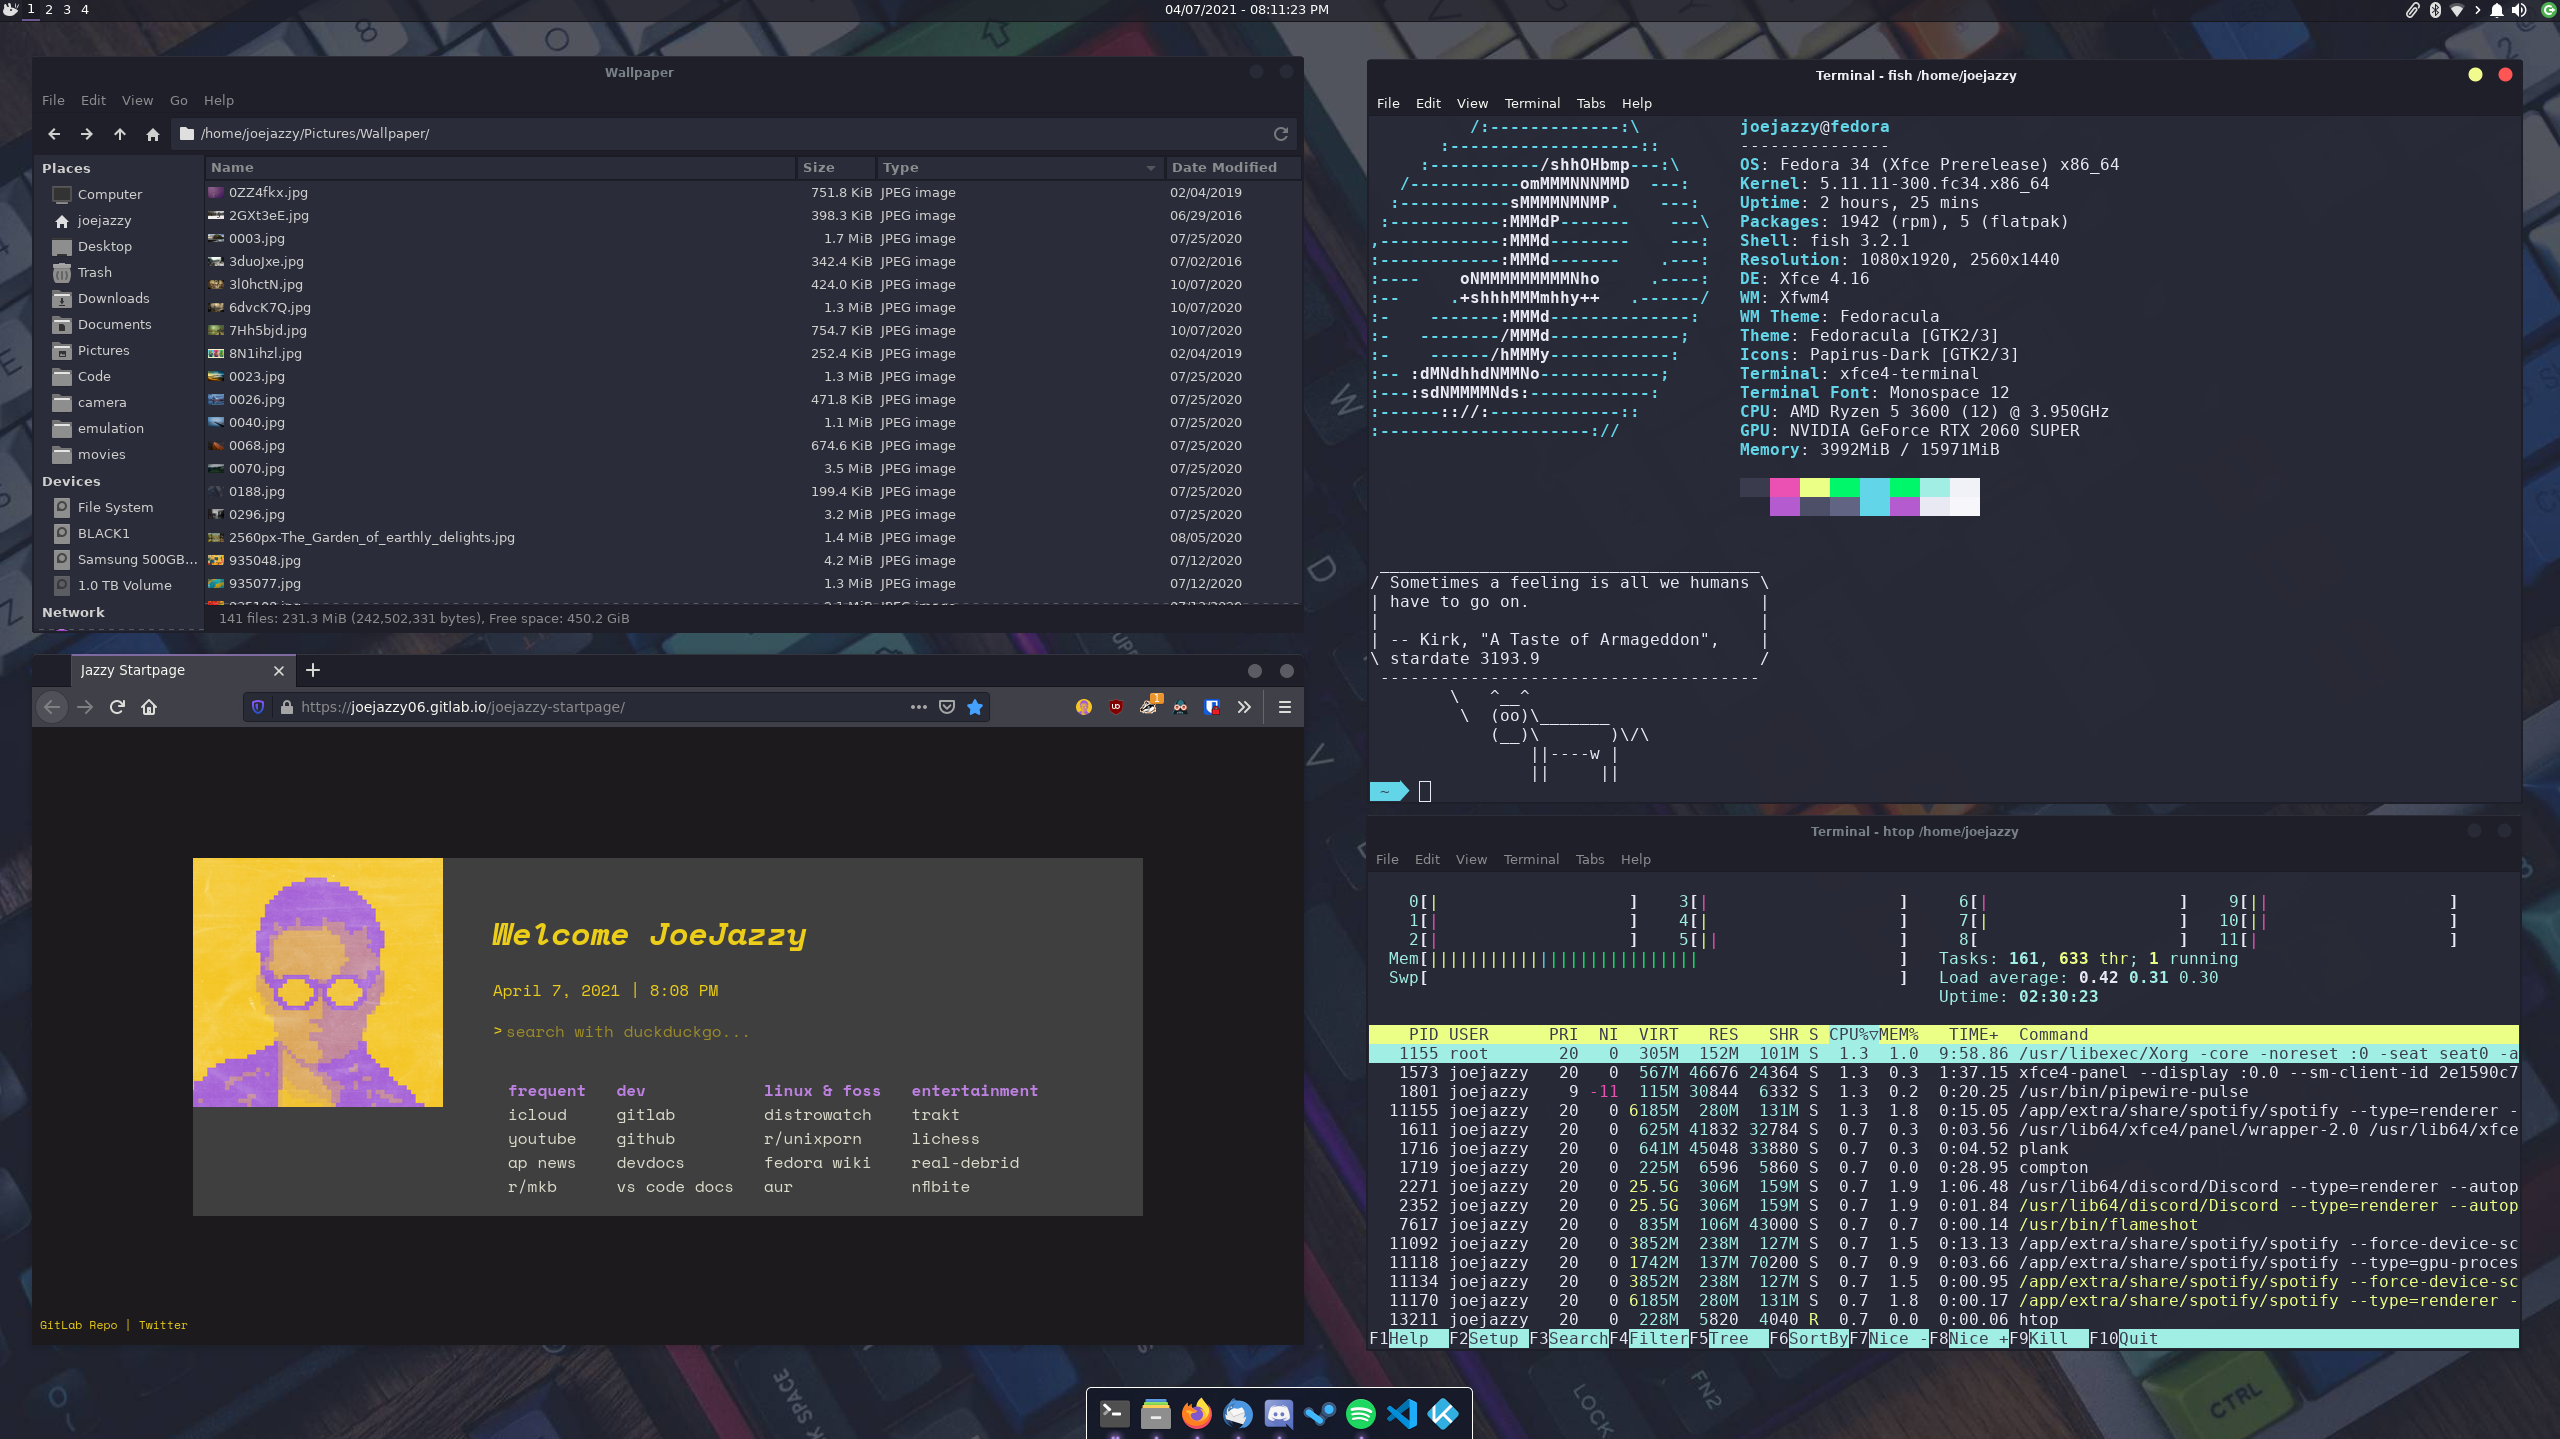 1 2 3 4
04/07/2021 - 08:11:23 PM
Wallpaper
File Edit View Go Help
/home/joejazzy/Pictures/Wallpaper/
Places
Computer
joejazzy
Desktop
Trash
Downloads
Documents
Pictures
Code
camera
emulation
movies
Devices
File System
BLACK1
Samsung 500GB...
1.0 TB Volume
Network
Name Size Type Date Modified
0ZZ4fkx.jpg 751.8 KiB JPEG image 02/04/2019
2GXt3eE.jpg 398.3 KiB JPEG image 06/29/2016
0003.jpg 1.7 MiB JPEG image 07/25/2020
3duoJxe.jpg 342.4 KiB JPEG image 07/02/2016
3l0hctN.jpg 424.0 KiB JPEG image 10/07/2020
6dvcK7Q.jpg 1.3 MiB JPEG image 10/07/2020
7Hh5bjd.jpg 754.7 KiB JPEG image 10/07/2020
8N1ihzl.jpg 252.4 KiB JPEG image 02/04/2019
0023.jpg 1.3 MiB JPEG image 07/25/2020
0026.jpg 471.8 KiB JPEG image 07/25/2020
0040.jpg 1.1 MiB JPEG image 07/25/2020
0068.jpg 674.6 KiB JPEG image 07/25/2020
0070.jpg 3.5 MiB JPEG image 07/25/2020
0188.jpg 199.4 KiB JPEG image 07/25/2020
0296.jpg 3.2 MiB JPEG image 07/25/2020
2560px-The_Garden_of_earthly_delights.jpg 1.4 MiB JPEG image 08/05/2020
935048.jpg 4.2 MiB JPEG image 07/12/2020
935077.jpg 1.3 MiB JPEG image 07/12/2020
141 files: 231.3 MiB (242,502,331 bytes), Free space: 450.2 GiB
Jazzy Startpage
https://joejazzy06.gitlab.io/joejazzy-startpage/
1
Welcome JoeJazzy
April 7, 2021 | 8:08 PM
> search with duckduckgo...
frequent dev linux & foss entertainment
icloud gitlab distrowatch trakt
youtube github r/unixporn lichess
ap news devdocs fedora wiki real-debrid
r/mkb vs code docs aur nflbite
GitLab Repo | Twitter
Terminal - fish /home/joejazzy
File Edit View Terminal Tabs Help
/:-------------:\ joejazzy@fedora
:-------------------:: ---------------
:-----------/shhOHbmp---:\ OS: Fedora 34 (Xfce Prerelease) x86_64
/-----------omMMMNNNMMD ---: Kernel: 5.11.11-300.fc34.x86_64
:-----------sMMMMNMNMP. ---: Uptime: 2 hours, 25 mins
:-----------:MMMdP------- ---\ Packages: 1942 (rpm), 5 (flatpak)
,------------:MMMd-------- ---: Shell: fish 3.2.1
:------------:MMMd------- .---: Resolution: 1080x1920, 2560x1440
:---- oNMMMMMMMMMNho .----: DE: Xfce 4.16
:-- .+shhhMMMmhhy++ .------/ WM: Xfwm4
:- -------:MMMd--------------: WM Theme: Fedoracula
:- --------/MMMd-------------; Theme: Fedoracula [GTK2/3]
:- ------/hMMMy------------: Icons: Papirus-Dark [GTK2/3]
:-- :dMNdhhdNMMNo------------; Terminal: xfce4-terminal
:---:sdNMMMMNds:------------: Terminal Font: Monospace 12
:------:://:-------------:: CPU: AMD Ryzen 5 3600 (12) @ 3.950GHz
:---------------------:// GPU: NVIDIA GeForce RTX 2060 SUPER
Memory: 3992MiB / 15971MiB
______________________________________
/ Sometimes a feeling is all we humans \
| have to go on. |
| |
| -- Kirk, "A Taste of Armageddon", |
\ stardate 3193.9 /
--------------------------------------
\ ^__^
\ (oo)\_______
(__)\ )\/\
||----w |
|| ||
~
Terminal - htop /home/joejazzy
File Edit View Terminal Tabs Help
0[| ] 3[| ] 6[| ] 9[|| ]
1[| ] 4[| ] 7[| ] 10[|| ]
2[| ] 5[|| ] 8[ ] 11[| ]
Mem[||||||||||||||||||||||||||| ] Tasks: 161, 633 thr; 1 running
Swp[ ] Load average: 0.42 0.31 0.30
Uptime: 02:30:23
PID USER PRI NI VIRT RES SHR S CPU%▽MEM% TIME+ Command
1155 root 20 0 305M 152M 101M S 1.3 1.0 9:58.86 /usr/libexec/Xorg -core -noreset :0 -seat seat0 -a
1573 joejazzy 20 0 567M 46676 24364 S 1.3 0.3 1:37.15 xfce4-panel --display :0.0 --sm-client-id 2e1590c7
1801 joejazzy 9 -11 115M 30844 6332 S 1.3 0.2 0:20.25 /usr/bin/pipewire-pulse
11155 joejazzy 20 0 6185M 280M 131M S 1.3 1.8 0:15.05 /app/extra/share/spotify/spotify --type=renderer -
1611 joejazzy 20 0 625M 41832 32784 S 0.7 0.3 0:03.56 /usr/lib64/xfce4/panel/wrapper-2.0 /usr/lib64/xfce
1716 joejazzy 20 0 641M 45048 33880 S 0.7 0.3 0:04.52 plank
1719 joejazzy 20 0 225M 6596 5860 S 0.7 0.0 0:28.95 compton
2271 joejazzy 20 0 25.5G 306M 159M S 0.7 1.9 1:06.48 /usr/lib64/discord/Discord --type=renderer --autop
2352 joejazzy 20 0 25.5G 306M 159M S 0.7 1.9 0:01.84 /usr/lib64/discord/Discord --type=renderer --autop
7617 joejazzy 20 0 835M 106M 43000 S 0.7 0.7 0:00.14 /usr/bin/flameshot
11092 joejazzy 20 0 3852M 238M 127M S 0.7 1.5 0:13.13 /app/extra/share/spotify/spotify --force-device-sc
11118 joejazzy 20 0 1742M 137M 70200 S 0.7 0.9 0:03.66 /app/extra/share/spotify/spotify --type=gpu-proces
11134 joejazzy 20 0 3852M 238M 127M S 0.7 1.5 0:00.95 /app/extra/share/spotify/spotify --force-device-sc
11170 joejazzy 20 0 6185M 280M 131M S 0.7 1.8 0:00.17 /app/extra/share/spotify/spotify --type=renderer -
13211 joejazzy 20 0 228M 5820 4040 R 0.7 0.0 0:00.06 htop
F1Help F2Setup F3SearchF4FilterF5Tree F6SortByF7Nice -F8Nice +F9Kill F10Quit
SPACE
LOCK
FN2
CTRL